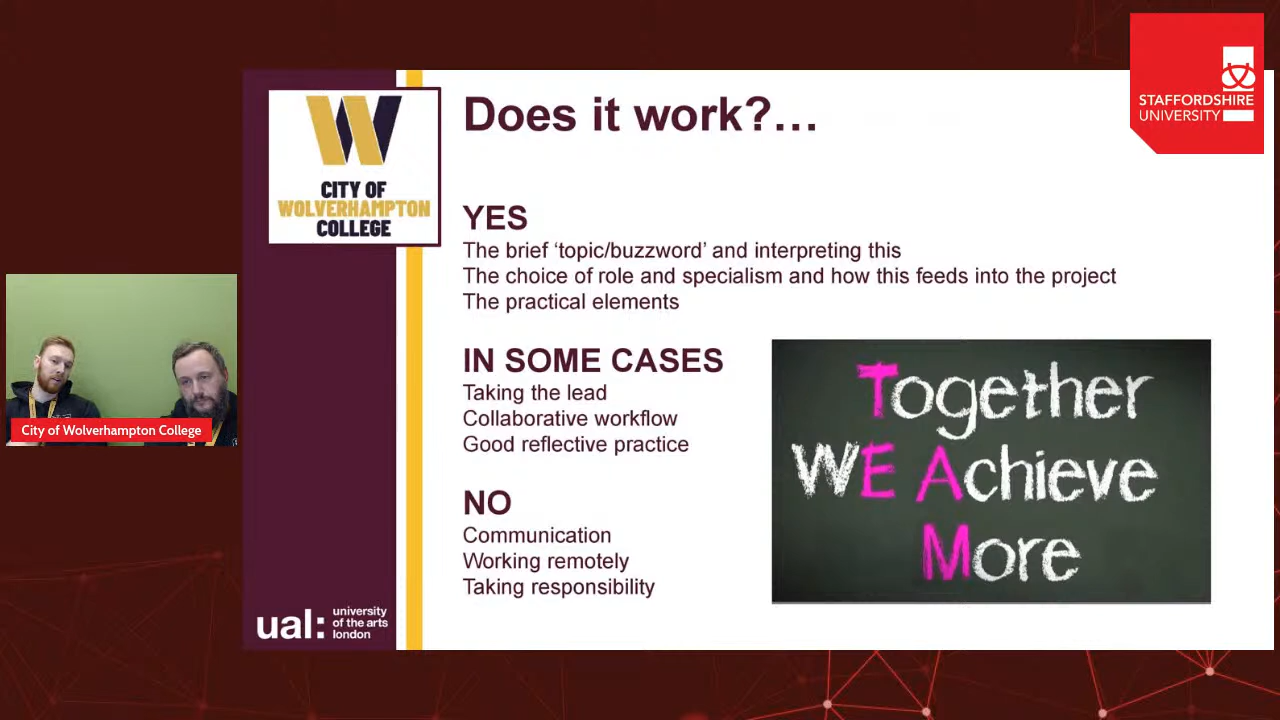 STAFFORDSHIRE
UNIVERSITY
Does it work?...
CITY OF
WOLVERHAMPTON
COLLEGE
YES
The brief ‘topic/buzzword’ and interpreting this
The choice of role and specialism and how this feeds into the project
The practical elements
IN SOME CASES
Taking the lead
Collaborative workflow
Good reflective practice
Together
WE Achieve
More
City of Wolverhampton College
NO
Communication
Working remotely
Taking responsibility
ual:
university
of the arts
london